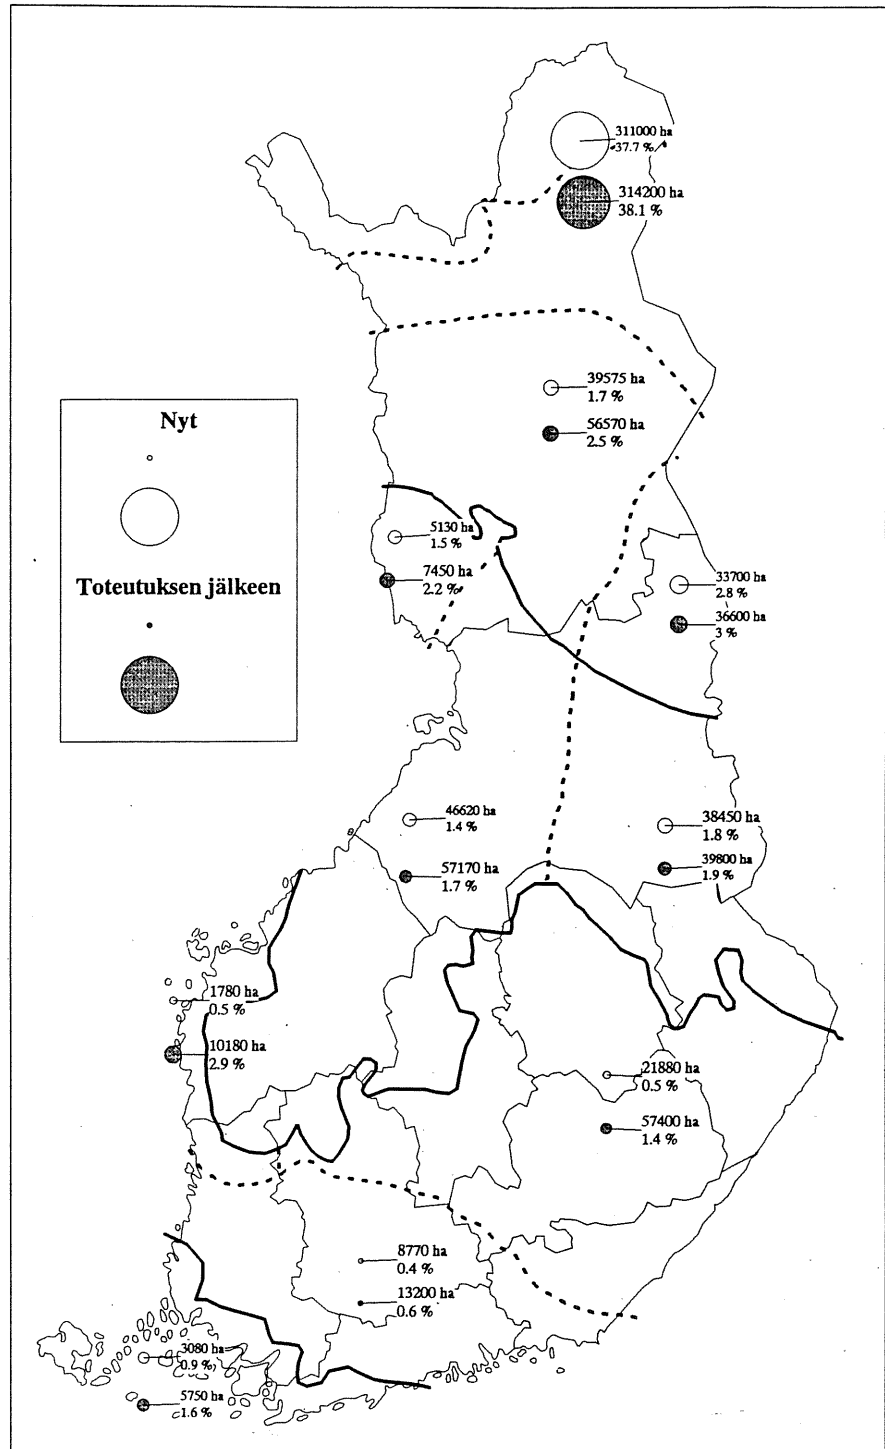 311000 ha
37.7 %
314200 ha
38.1 %
39575 ha
1.7 %
56570 ha
2.5 %
Nyt
Toteutuksen jälkeen
5130 ha
1.5 %
7450 ha
2.2 %
33700 ha
2.8 %
36600 ha
3 %
46620 ha
1.4 %
57170 ha
1.7 %
38450 ha
1.8 %
39800 ha
1.9 %
1780 ha
0.5 %
10180 ha
2.9 %
21880 ha
0.5 %
57400 ha
1.4 %
8770 ha
0.4 %
13200 ha
0.6 %
3080 ha
0.9 %
5750 ha
1.6 %